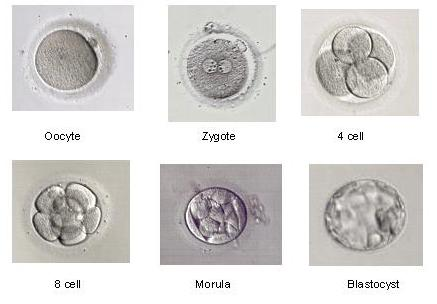 Oocyte
Zygote
4 cell
8 cell
Morula
Blastocyst